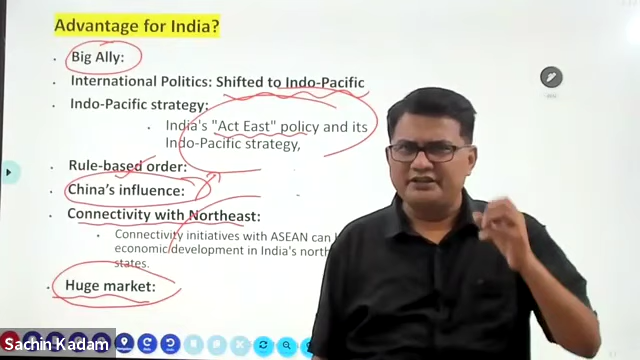 Advantage for India?
• Big Ally:
• International Politics: Shifted to Indo-Pacific
• Indo-Pacific strategy:
• India's "Act East" policy and its
Indo-Pacific strategy,
• Rule-based order:
• China's influence:
• Connectivity with Northeast:
• Connectivity initiatives with ASEAN can
economic development in India's north
states.
• Huge market:
Sachin Kadam